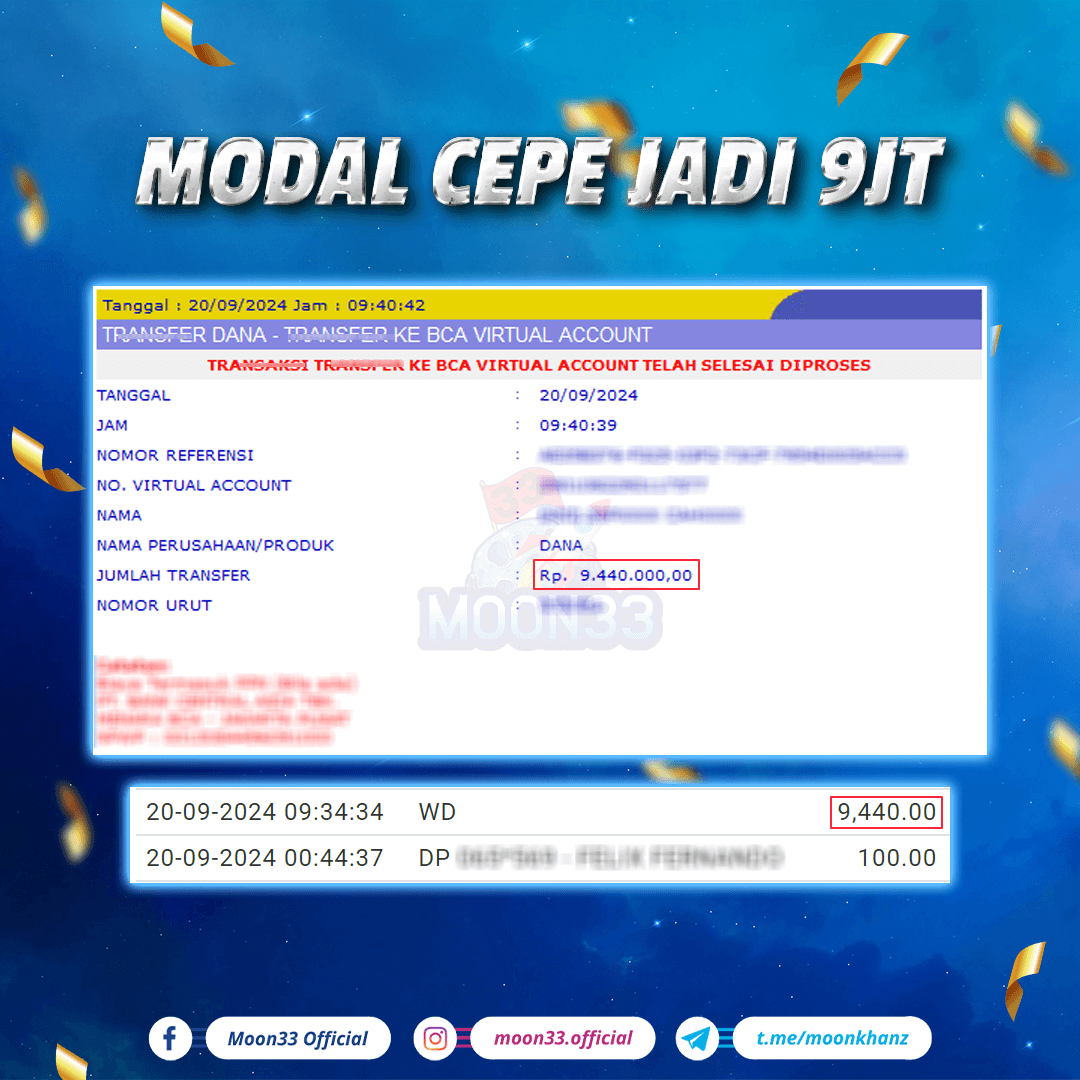 MODAL CEPE JADI 9JT
Tanggal : 20/09/2024 Jam : 09:40:42
TRANSFER DANA - TRANSFER KE BCA VIRTUAL ACCOUNT
TRANSAKSI TRANSFER KE BCA VIRTUAL ACCOUNT TELAH SELESAI DIPROSES
TANGGAL : 20/09/2024
JAM : 09:40:39
NOMOR REFERENSI :
NO. VIRTUAL ACCOUNT :
NAMA :
NAMA PERUSAHAAN/PRODUK : DANA
JUMLAH TRANSFER : Rp. 9.440.000,00
NOMOR URUT :
33
MOON33
20-09-2024 09:34:34 WD 9,440.00
20-09-2024 00:44:37 DP 100.00
Moon33 Official
moon33.official
t.me/moonkhanz